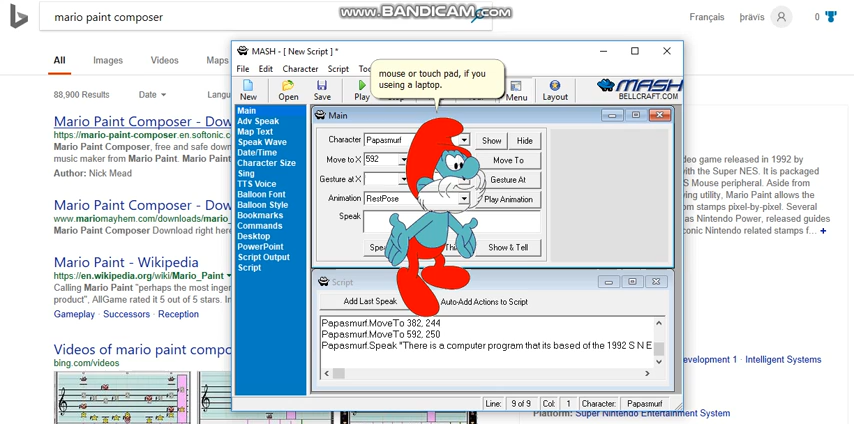 mario paint composer
www.BANDICAM.com
Français
þrávis
0
All
Images
Videos
Maps
88,900 Results
Date
Langu
Mario Paint Composer - Dow
https://mario-paint-composer.en.softonic.c
Mario Paint Composer, free and safe down
music maker from Mario Paint. Mario Paint
Author: Nick Mead
Mario Paint Composer - Dow
www.mariomayhem.com/downloads/mario_
Mario Paint Composer Download right here
Mario Paint - Wikipedia
https://en.wikipedia.org/wiki/Mario_Paint
Calling Mario Paint "perhaps the most inger
product", AllGame rated it 5 out of 5 stars. In
Gameplay · Successors · Reception
Videos of mario paint compo
bing.com/videos
MASH - [ New Script ] *
File Edit Character Script Too
mouse or touch pad, if you
useing a laptop.
New
Open
Save
Play
Menu
Layout
MASH
BELLCRAFT.COM
Main
Adv Speak
Map Text
Speak Wave
Date/Time
Character Size
Sing
TTS Voice
Balloon Font
Balloon Style
Bookmarks
Commands
Desktop
PowerPoint
Script Output
Script
Main
Character Papasmurf Show Hide
Move to X 592 Move To
Gesture at X Gesture At
Animation RestPose Play Animation
Speak
Spea Thi Show & Tell
Script
Add Last Speak Auto-Add Actions to Script
Papasmurf.MoveTo 382, 244
Papasmurf.MoveTo 592, 250
Papasmurf.Speak "There is a computer program that its based of the 1992 S N E
Line: 9 of 9 Col: 1 Character: Papasmurf
deo game released in 1992 by
with the Super NES. It is packaged
S Mouse peripheral. Aside from
wing utility, Mario Paint allows the
om stamps pixel-by-pixel. Several
as Nintendo Power, released guides
conic Nintendo related stamps f... +
Development 1 · Intelligent Systems
Platform: Super Nintendo Entertainment System